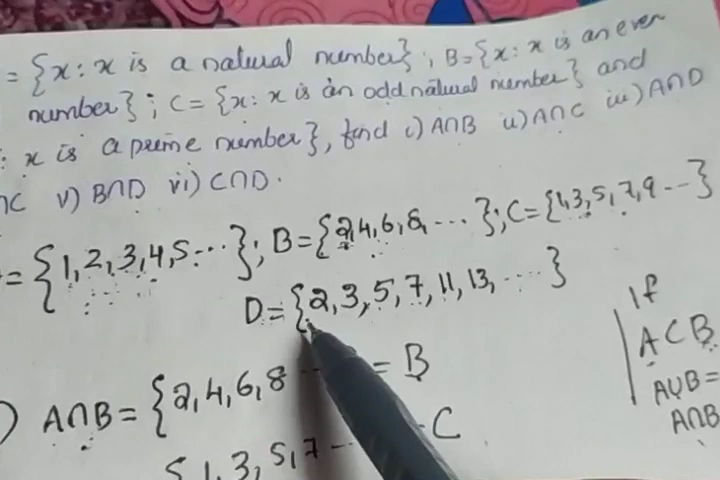 = {x : x is a natural number} ; B = {x : x is an even
number} ; C = {x : x is an odd natural number} and
: x is a prime number}, find i) A∩B ii) A∩C iii) A∩D
∩C v) B∩D vi) C∩D.
= {1, 2, 3, 4, 5 ...} ; B = {2, 4, 6, 8, ...} ; C = {1, 3, 5, 7, 9 ...}
D = {2, 3, 5, 7, 11, 13, ....}
) A∩B = {2, 4, 6, 8 = B
{ 1, 3, 5, 7 ... C
If
A ⊂ B
A∪B =
A∩B